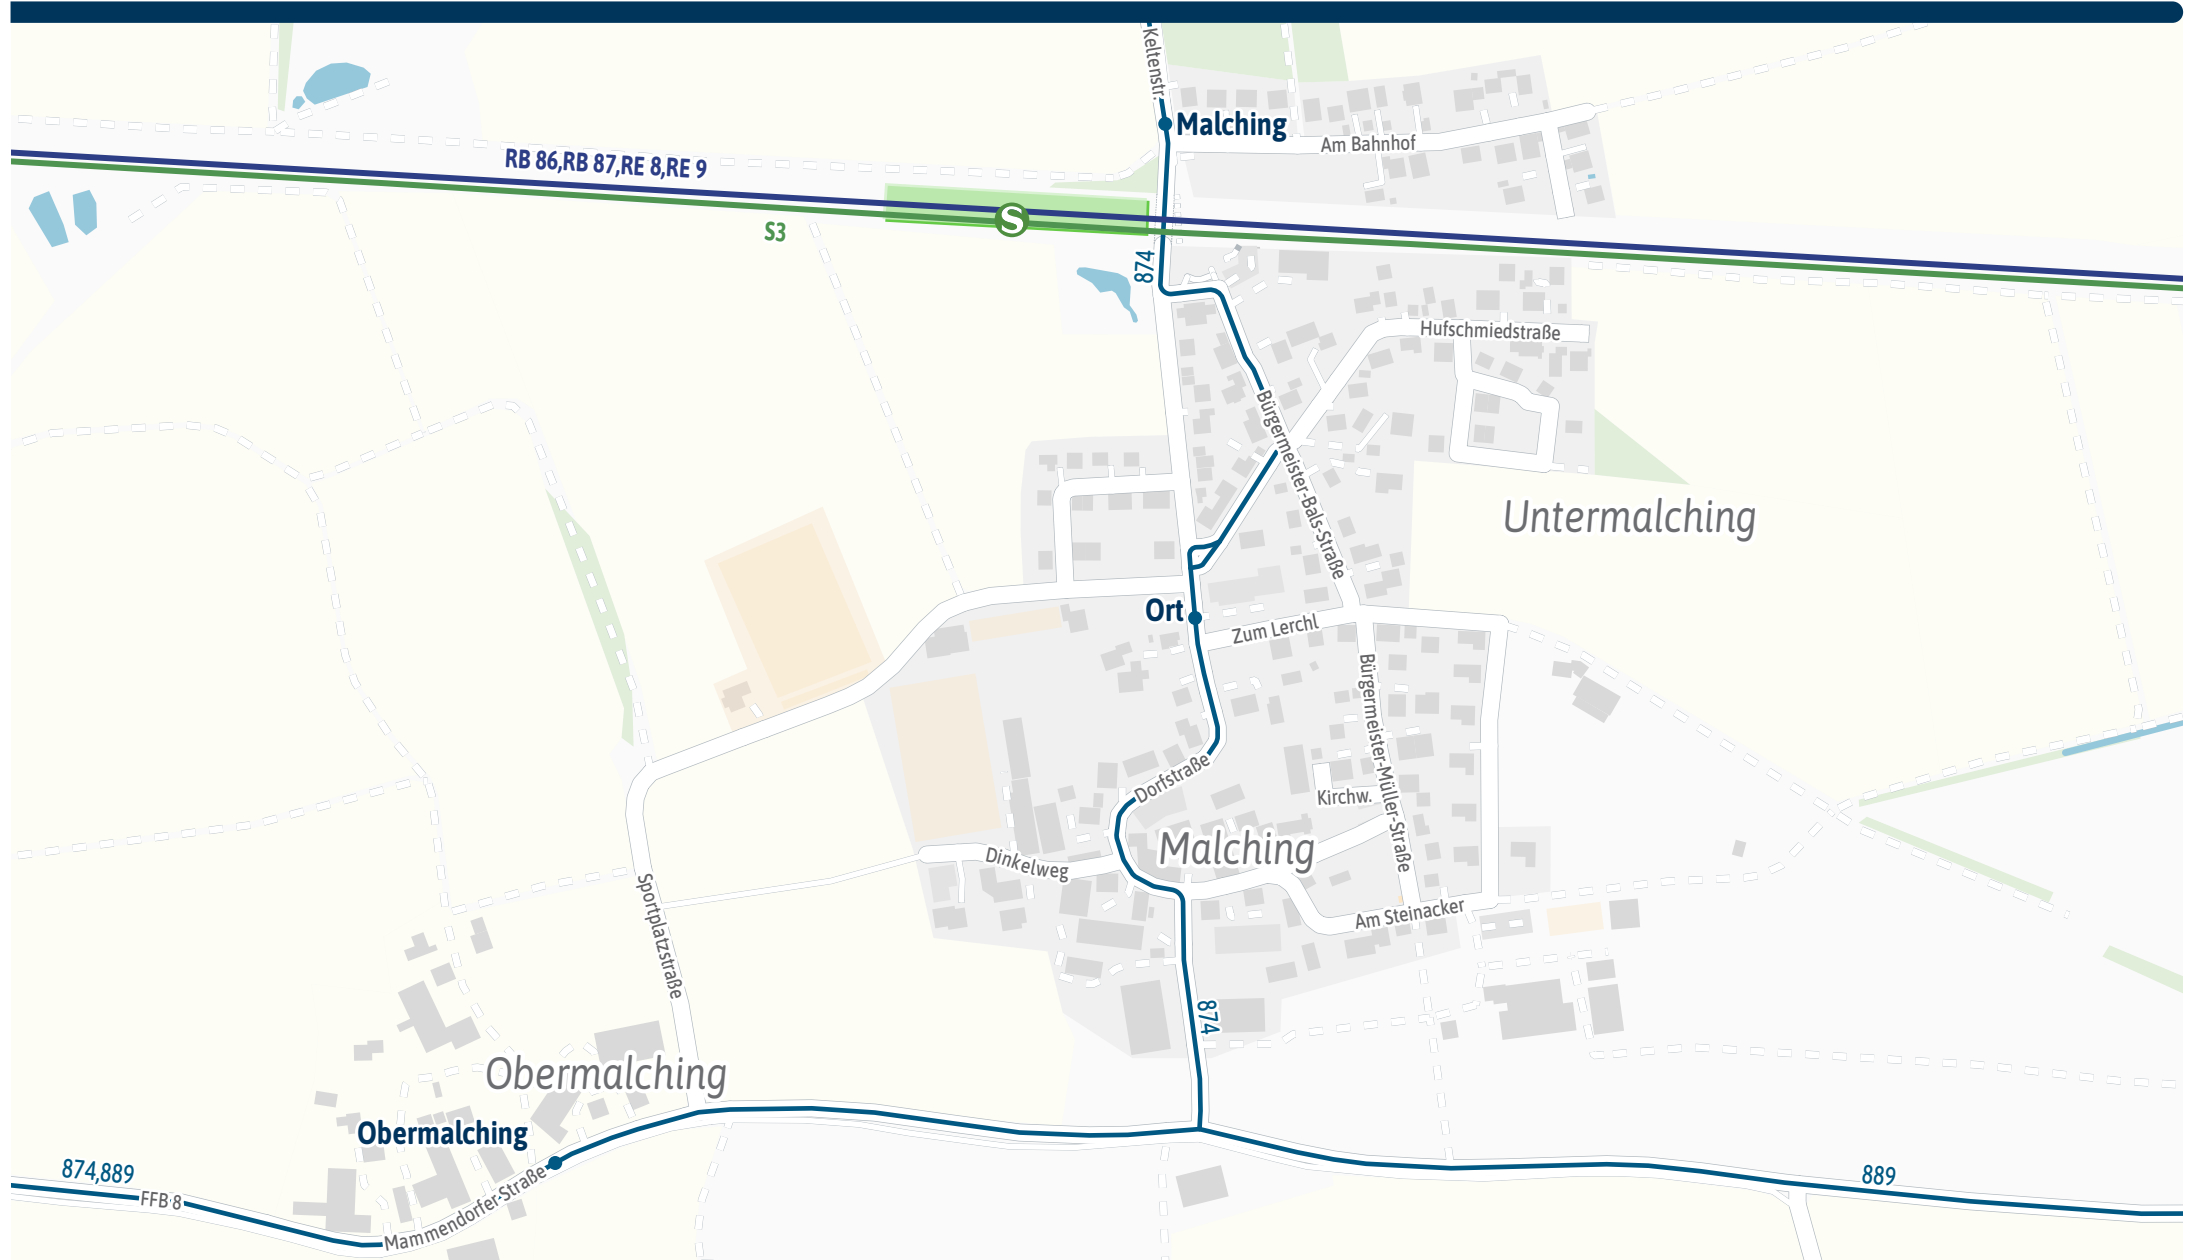 Keltenstr.
Malching
Am Bahnhof
RB 86,RB 87,RE 8,RE 9
S
S3
874
Hufschmiedstraße
Bürgermeister-Bals-Straße
Untermalching
Ort
Zum Lerchl
Bürgermeister-Müller-Straße
Dorfstraße
Kirchw.
Malching
Dinkelweg
Sportplatzstraße
Am Steinacker
874
Obermalching
Obermalching
874,889
FFB 8
Mammendorfer-Straße
889